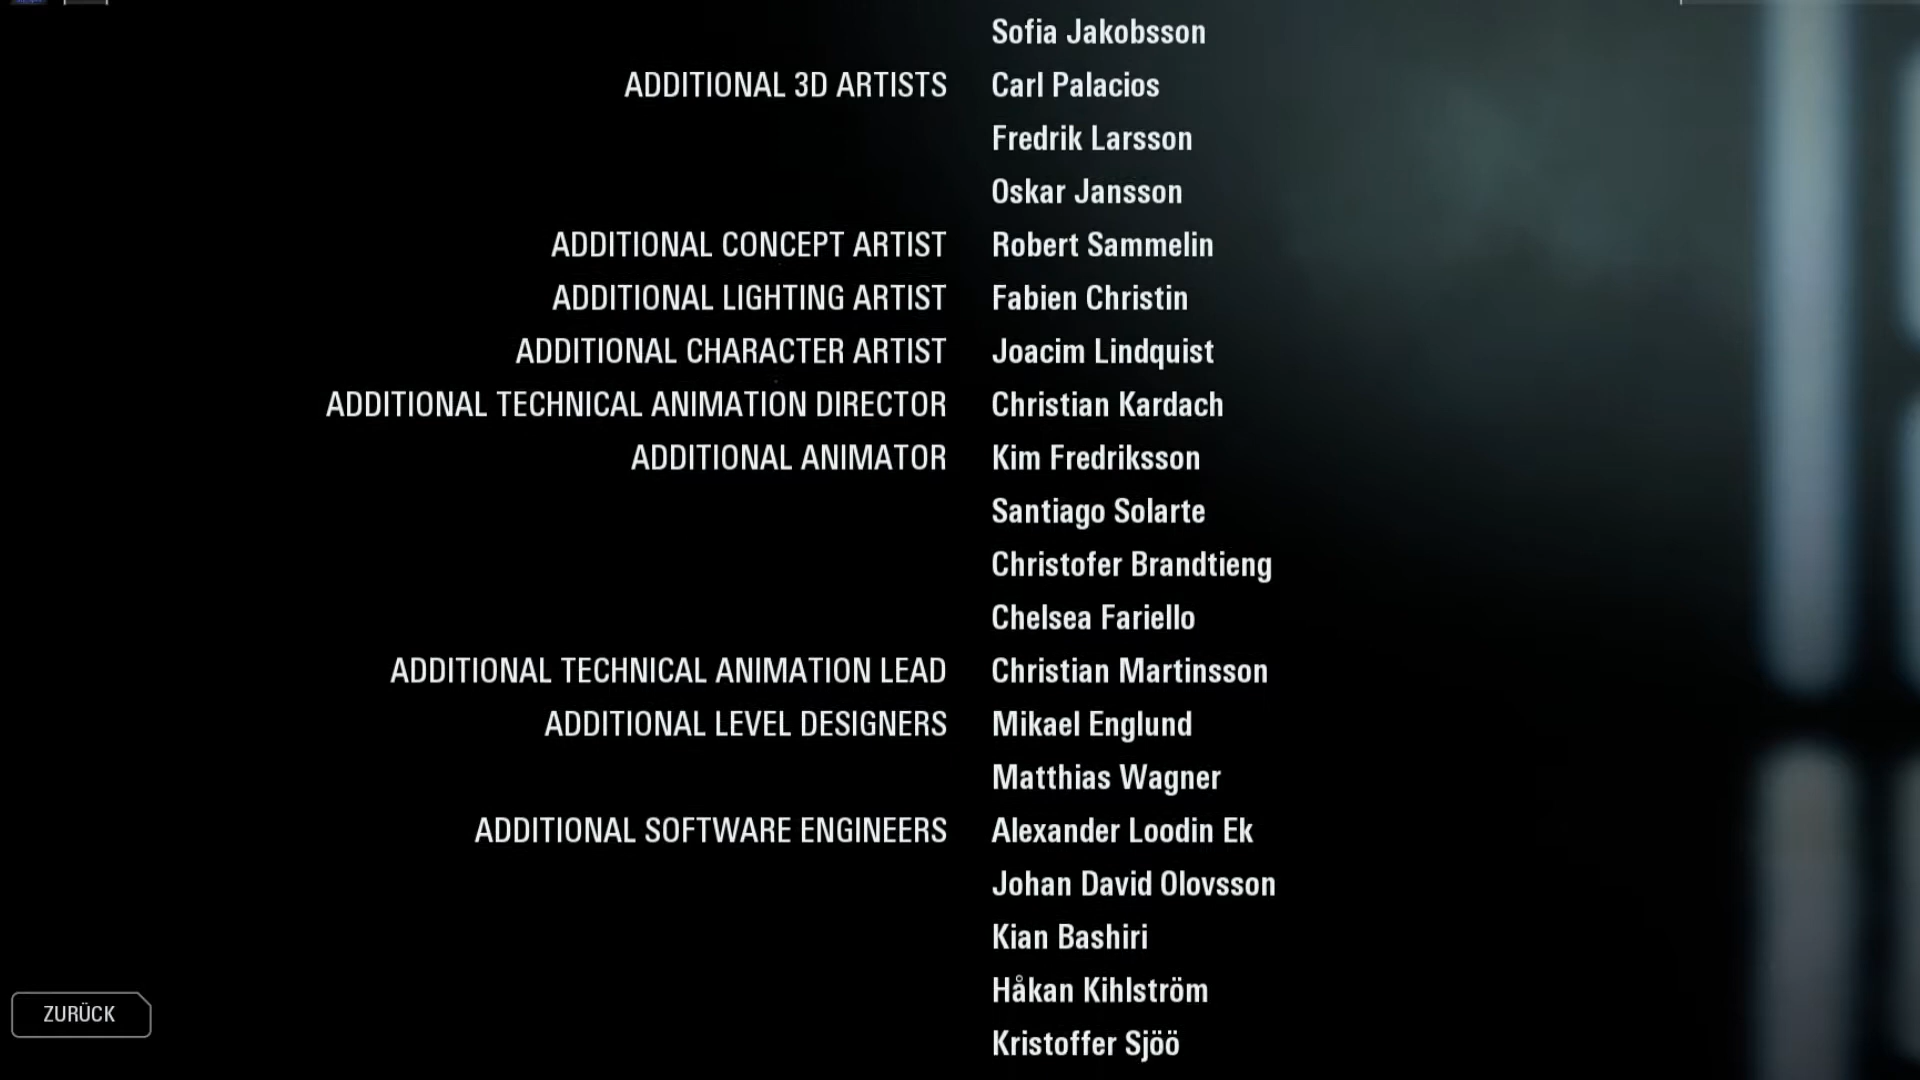 Sofia Jakobsson
ADDITIONAL 3D ARTISTS Carl Palacios
Fredrik Larsson
Oskar Jansson
ADDITIONAL CONCEPT ARTIST Robert Sammelin
ADDITIONAL LIGHTING ARTIST Fabien Christin
ADDITIONAL CHARACTER ARTIST Joacim Lindquist
ADDITIONAL TECHNICAL ANIMATION DIRECTOR Christian Kardach
ADDITIONAL ANIMATOR Kim Fredriksson
Santiago Solarte
Christofer Brandtieng
Chelsea Fariello
ADDITIONAL TECHNICAL ANIMATION LEAD Christian Martinsson
ADDITIONAL LEVEL DESIGNERS Mikael Englund
Matthias Wagner
ADDITIONAL SOFTWARE ENGINEERS Alexander Loodin Ek
Johan David Olovsson
Kian Bashiri
Håkan Kihlström
ZURÜCK
Kristoffer Sjöö